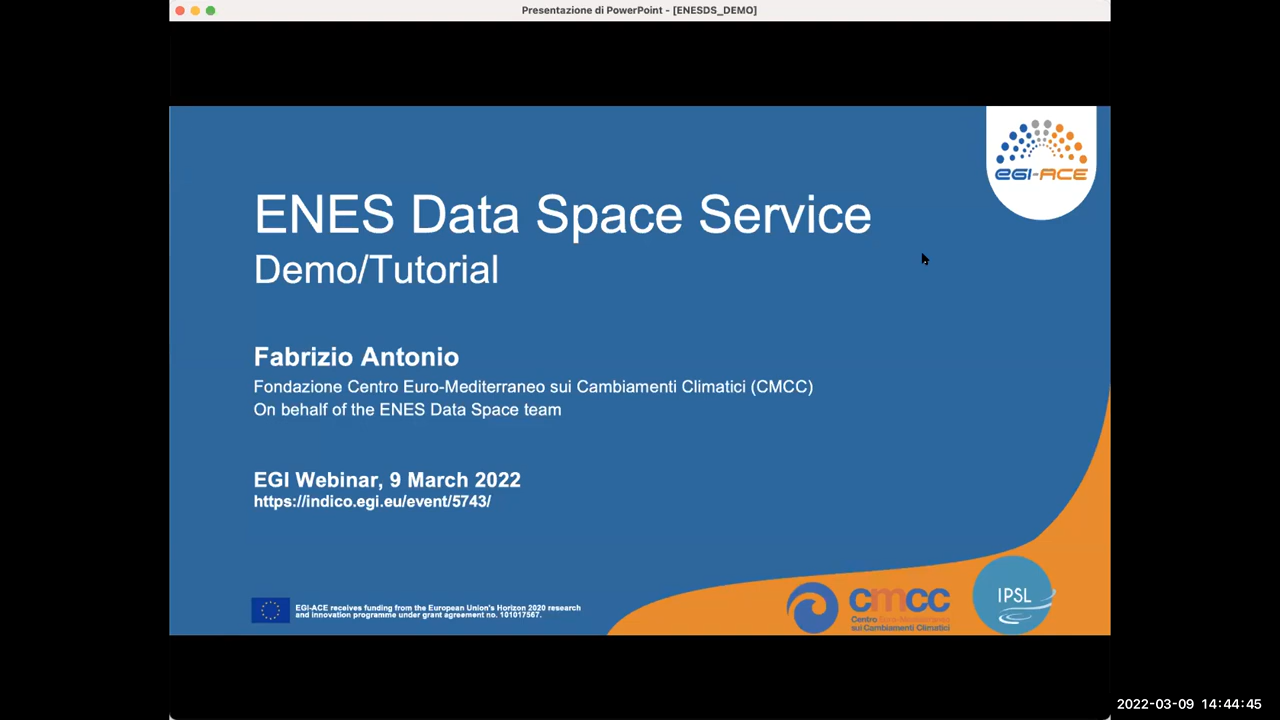 Presentazione di PowerPoint - [ENESDS_DEMO]
EGI-ACE
ENES Data Space Service
Demo/Tutorial
Fabrizio Antonio
Fondazione Centro Euro-Mediterraneo sui Cambiamenti Climatici (CMCC)
On behalf of the ENES Data Space team
EGI Webinar, 9 March 2022
https://indico.egi.eu/event/5743/
EGI-ACE receives funding from the European Union's Horizon 2020 research
and innovation programme under grant agreement no. 101017567.
cmcc
Centro Euro-Mediterraneo
sui Cambiamenti Climatici
IPSL
2022-03-09 14:44:45